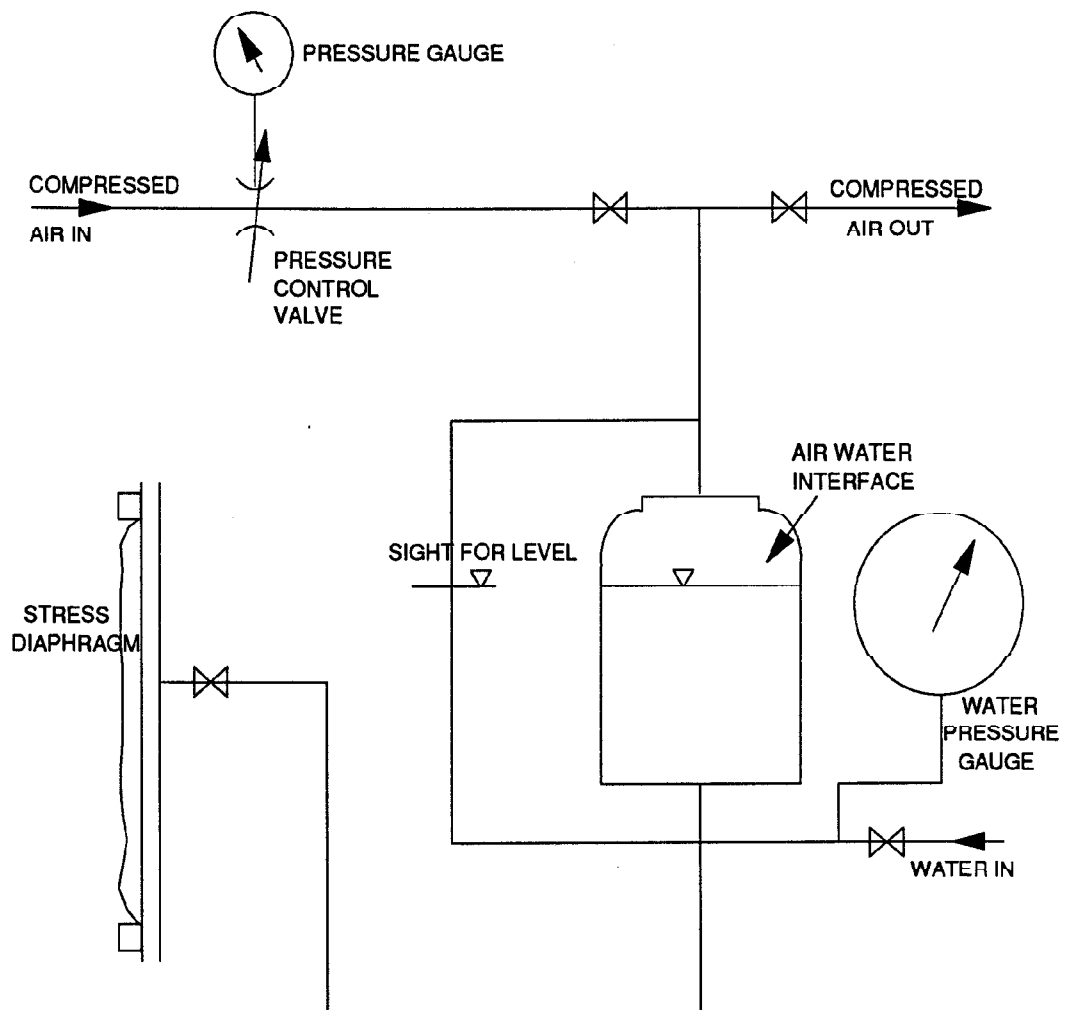 PRESSURE GAUGE
COMPRESSED
AIR IN
PRESSURE
CONTROL
VALVE
COMPRESSED
AIR OUT
AIR WATER
INTERFACE
SIGHT FOR LEVEL
STRESS
DIAPHRAGM
WATER
PRESSURE
GAUGE
WATER IN